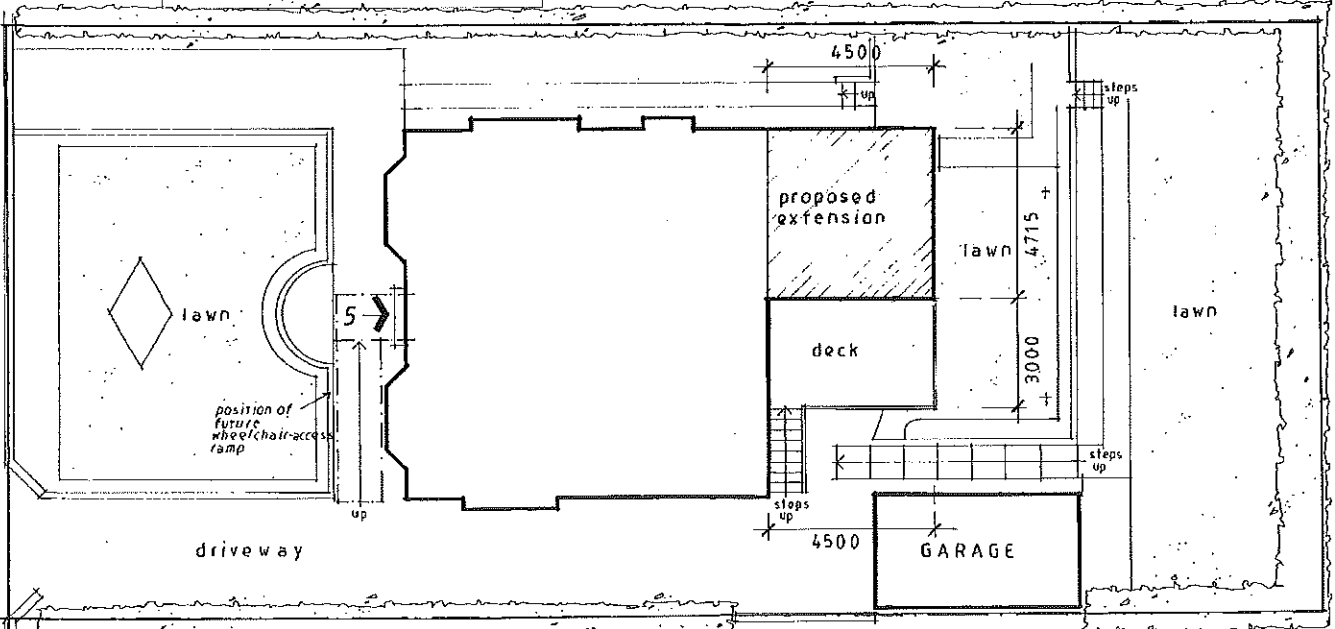 4500
up
steps
up
proposed
extension
4715
lawn
lawn
lawn
5
deck
3000
position of
future
wheelchair-access
ramp
steps
up
up
steps
up
4500
GARAGE
driveway